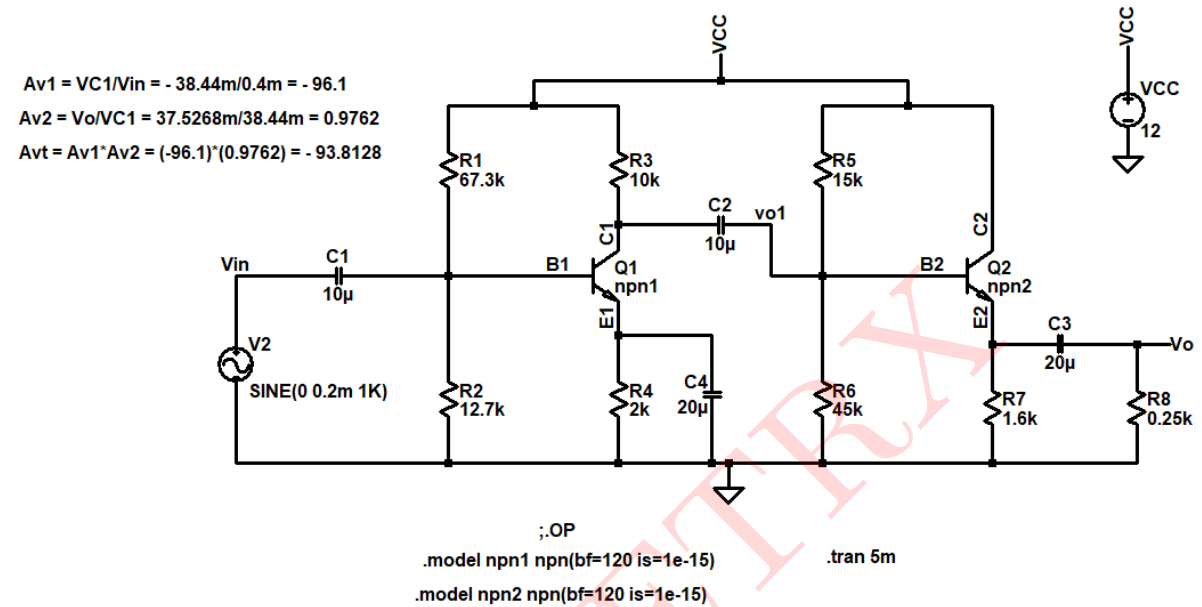 VCC
VCC
Av1 = VC1/Vin = - 38.44m/0.4m = - 96.1
VCC
Av2 = Vo/VC1 = 37.5268m/38.44m = 0.9762
12
Avt = Av1*Av2 = (-96.1)*(0.9762) = - 93.8128
R1
67.3k
R3
10k
R5
15k
C2
10µ
vo1
C1
C2
Vin
C1
10µ
B1
Q1
npn1
B2
Q2
npn2
E1
E2
C3
20µ
Vo
V2
SINE(0 0.2m 1K)
R2
12.7k
R4
2k
C4
20µ
R6
45k
R7
1.6k
R8
0.25k
;.OP
.model npn1 npn(bf=120 is=1e-15)
.tran 5m
.model npn2 npn(bf=120 is=1e-15)
ETRX